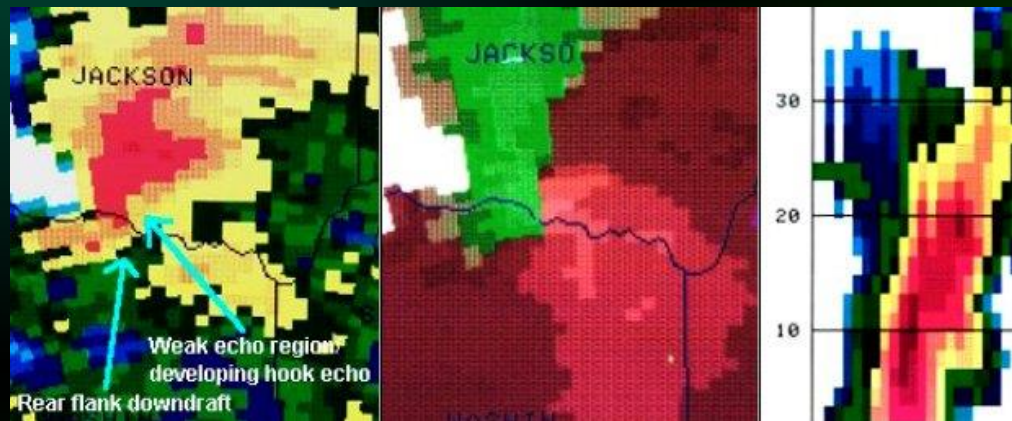 JACKSON
Weak echo region/
developing hook echo
Rear flank downdraft
JACKSO
30
20
10